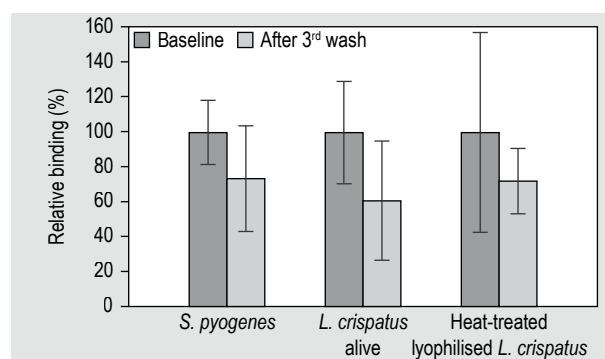 160
Baseline After 3rd wash
140
120
100
80
60
40
20
0
Relative binding (%)
S. pyogenes L. crispatus Heat-treated
alive lyophilised L. crispatus